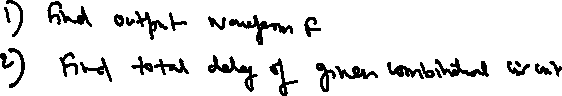 1) Find output waveform F
2) Find total delay of given combinational circuit